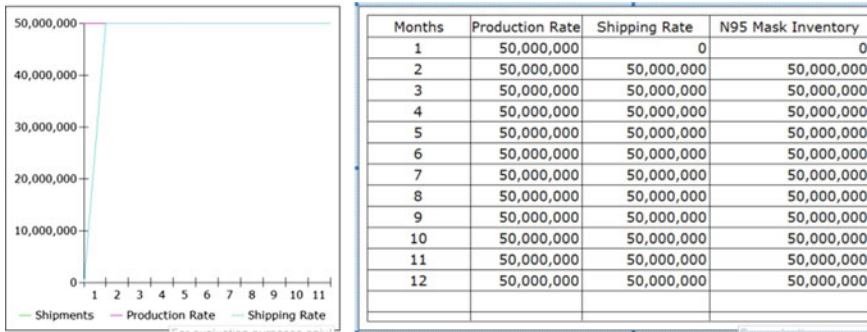 50,000,000
40,000,000
30,000,000
20,000,000
10,000,000
0
1 2 3 4 5 6 7 8 9 10 11
Shipments Production Rate Shipping Rate
Months Production Rate Shipping Rate N95 Mask Inventory
1 50,000,000 0 0
2 50,000,000 50,000,000 50,000,000
3 50,000,000 50,000,000 50,000,000
4 50,000,000 50,000,000 50,000,000
5 50,000,000 50,000,000 50,000,000
6 50,000,000 50,000,000 50,000,000
7 50,000,000 50,000,000 50,000,000
8 50,000,000 50,000,000 50,000,000
9 50,000,000 50,000,000 50,000,000
10 50,000,000 50,000,000 50,000,000
11 50,000,000 50,000,000 50,000,000
12 50,000,000 50,000,000 50,000,000